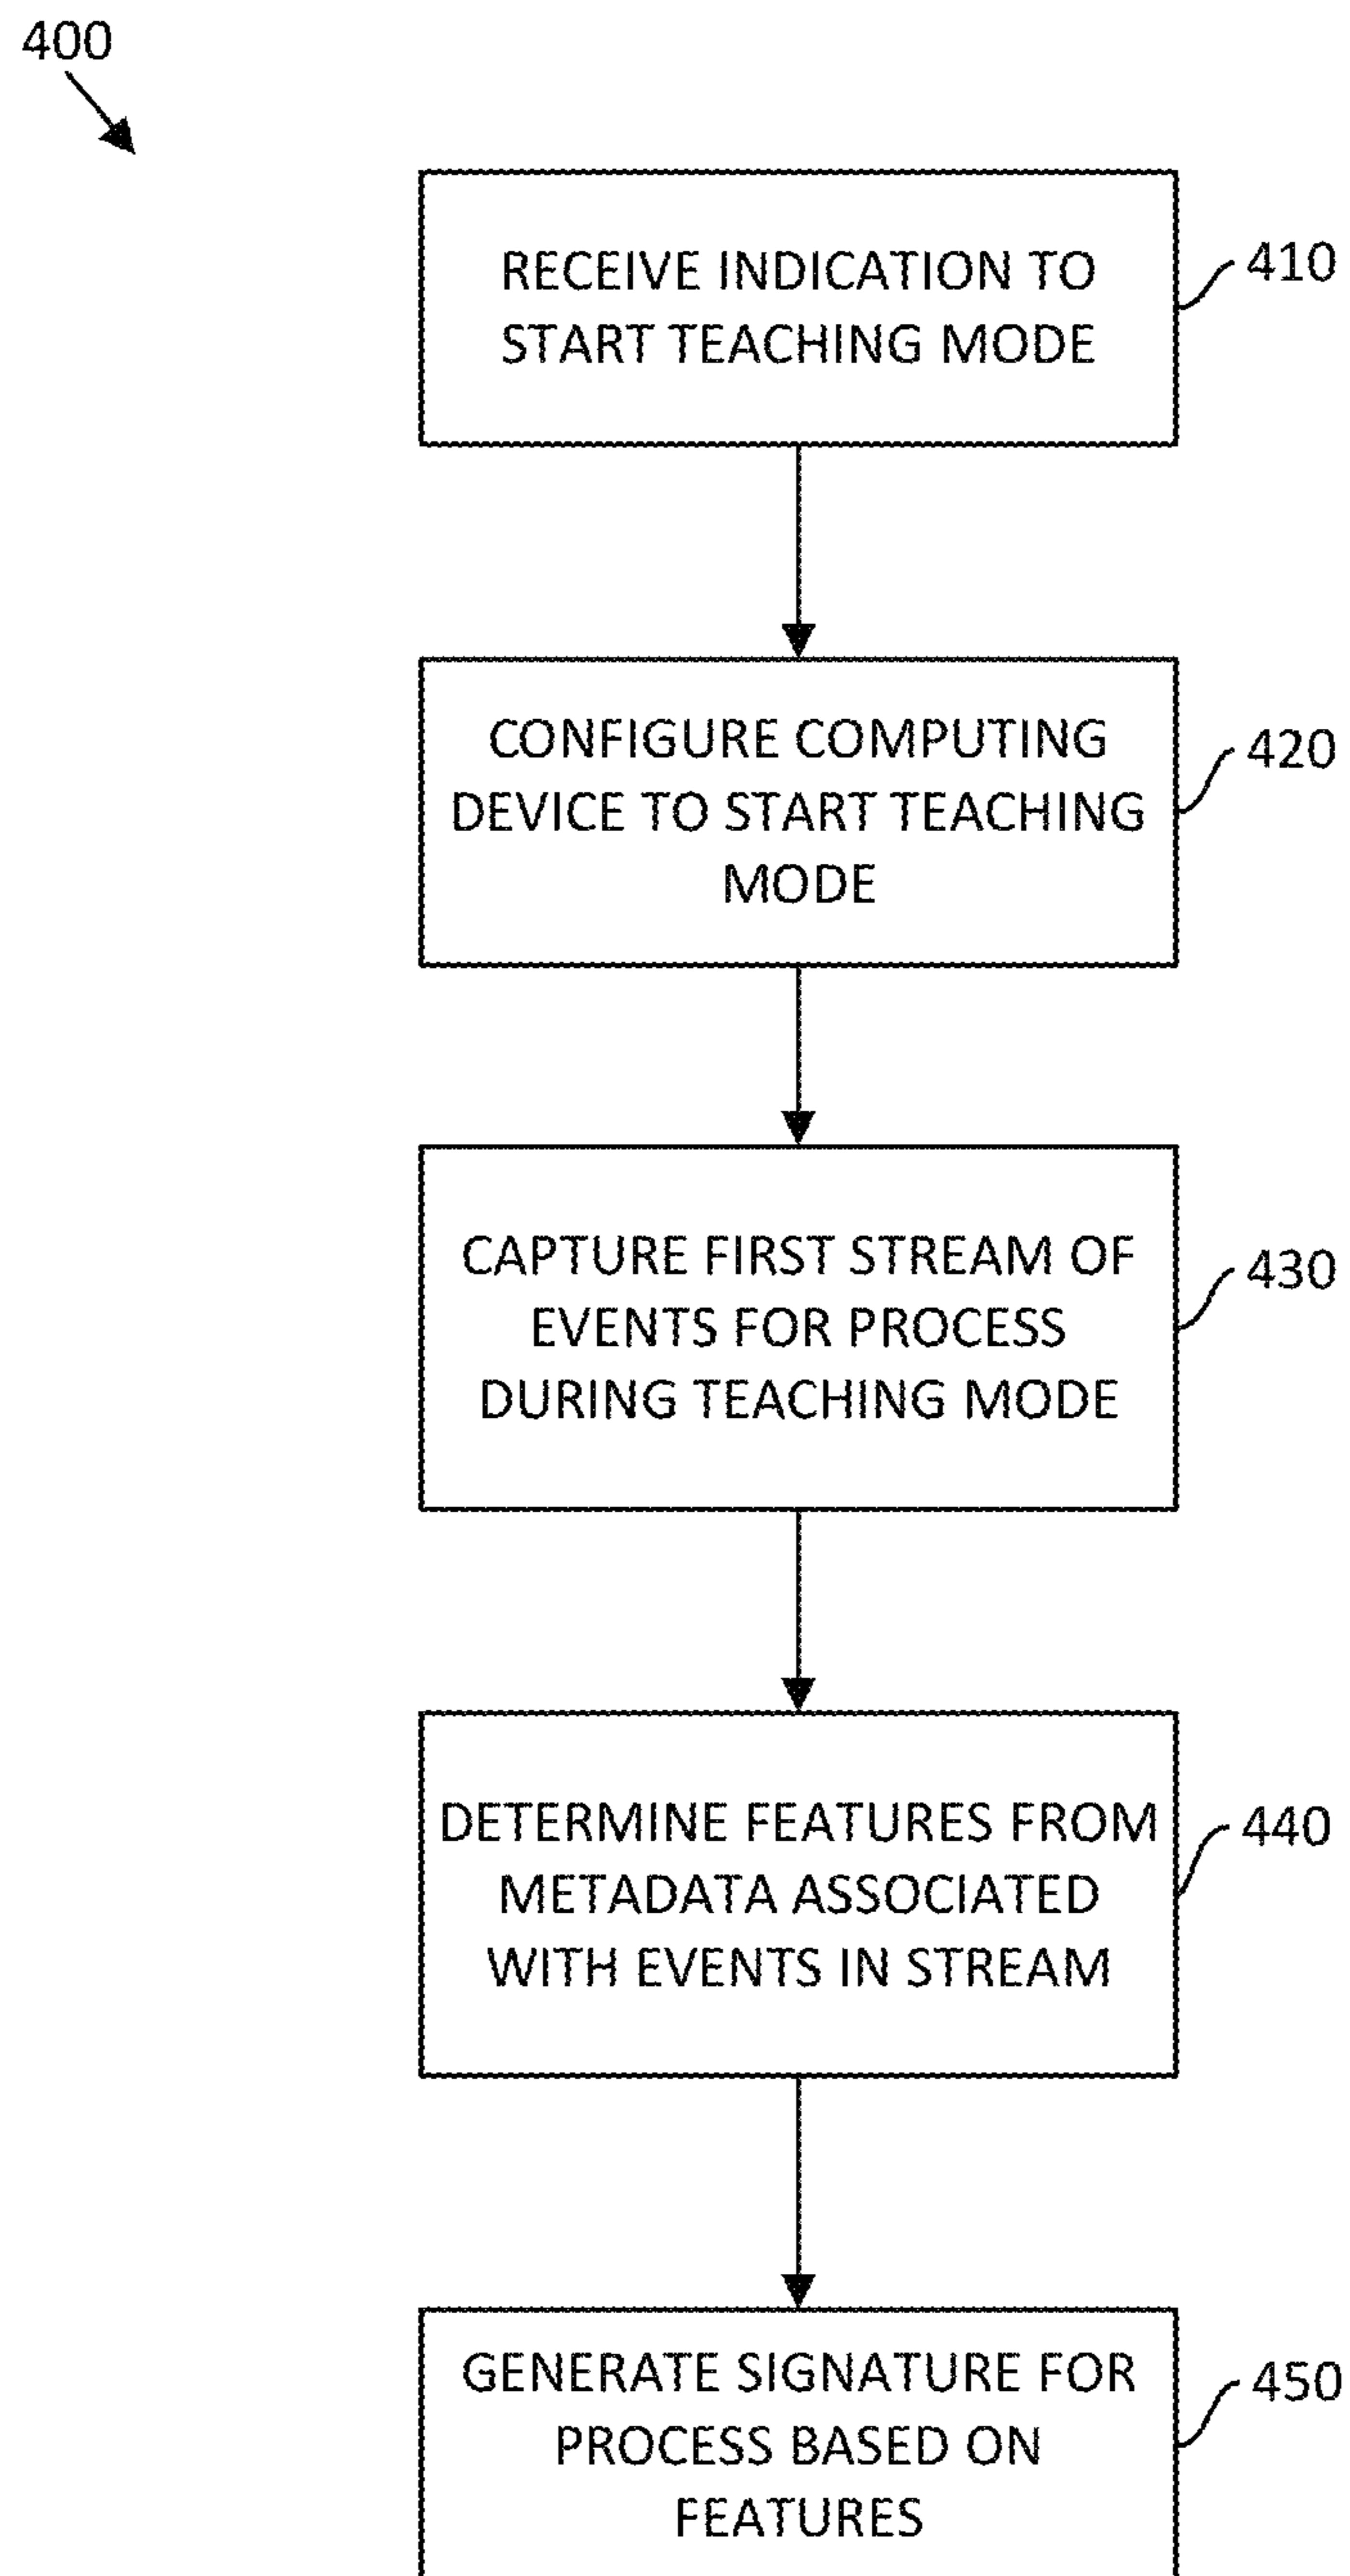 400
RECEIVE INDICATION TO
START TEACHING MODE
410
CONFIGURE COMPUTING
DEVICE TO START TEACHING
MODE
420
CAPTURE FIRST STREAM OF
EVENTS FOR PROCESS
DURING TEACHING MODE
430
DETERMINE FEATURES FROM
METADATA ASSOCIATED
WITH EVENTS IN STREAM
440
GENERATE SIGNATURE FOR
PROCESS BASED ON
FEATURES
450